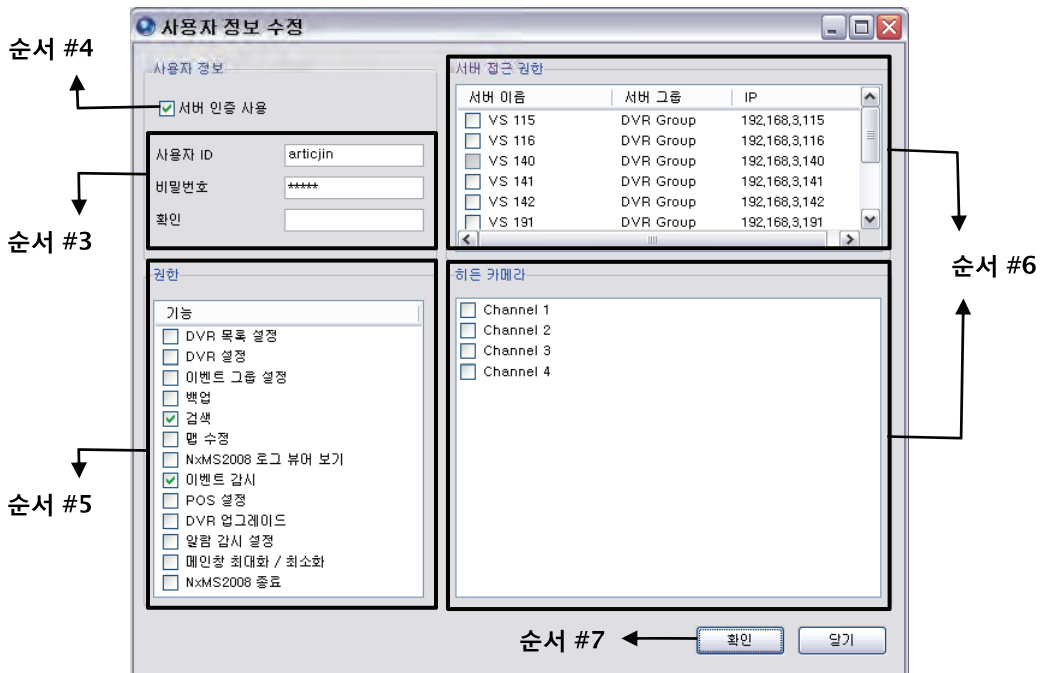 사용자 정보 수정
순서 #4
사용자 정보
서버 인증 사용
사용자 ID articjin
비밀번호 *****
확인
순서 #3
서버 접근 권한
서버 이음 서버 그룹 IP
VS 115 DVR Group 192,168,3,115
VS 116 DVR Group 192,168,3,116
VS 140 DVR Group 192,168,3,140
VS 141 DVR Group 192,168,3,141
VS 142 DVR Group 192,168,3,142
VS 191 DVR Group 192,168,3,191
순서 #6
권한
기능
DVR 목록 설정
DVR 설정
이벤트 그룹 설정
백업
검색
맵 수정
NxMS2008 로그 뷰어 보기
이벤트 감시
POS 설정
DVR 업그레이드
알람 감시 설정
메인창 최대화 / 최소화
NxMS2008 종료
순서 #5
히든 카메라
Channel 1
Channel 2
Channel 3
Channel 4
순서 #7
확인
닫기